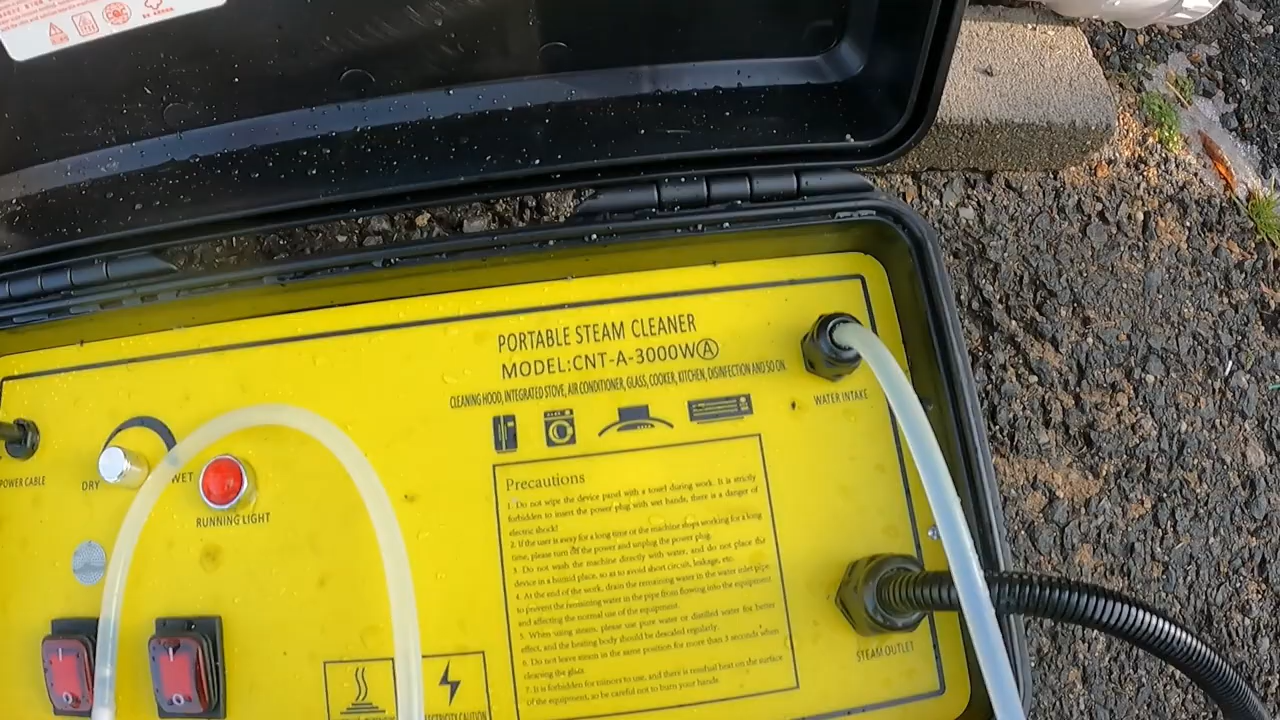 PORTABLE STEAM CLEANER
MODEL:CNT-A-3000W Ⓐ
CLEANING HOOD, INTEGRATED STOVE, AIR CONDITIONER, GLASS, COOKER, KITCHEN, DISINFECTION AND SO ON
WATER INTAKE
POWER CABLE
DRY
WET
RUNNING LIGHT
Precautions
1. Do not wipe the device panel with a towel during work. It is strictly
forbidden to insert the power plug with wet hands, there is a danger of
electric shock!
2. If the user is away for a long time or the machine stops working for a long
time, please turn off the power and unplug the power plug.
3. Do not wash the machine directly with water, and do not place the
device in a humid place, so as to avoid short circuit, leakage, etc.
4. At the end of the work, drain the remaining water in the water inlet pipe
to prevent the remaining water in the pipe from flowing into the equipment
and affecting the normal use of the equipment.
5. When using steam, please use pure water or distilled water for better
effect, and the heating body should be descaled regularly.
6. Do not leave steam in the same position for more than 3 seconds when
cleaning the glass
7. It is forbidden for minors to use, and there is residual heat on the surface
of the equipment, so be careful not to burn your hands
STEAM OUTLET
ELECTRICITY CAUTION